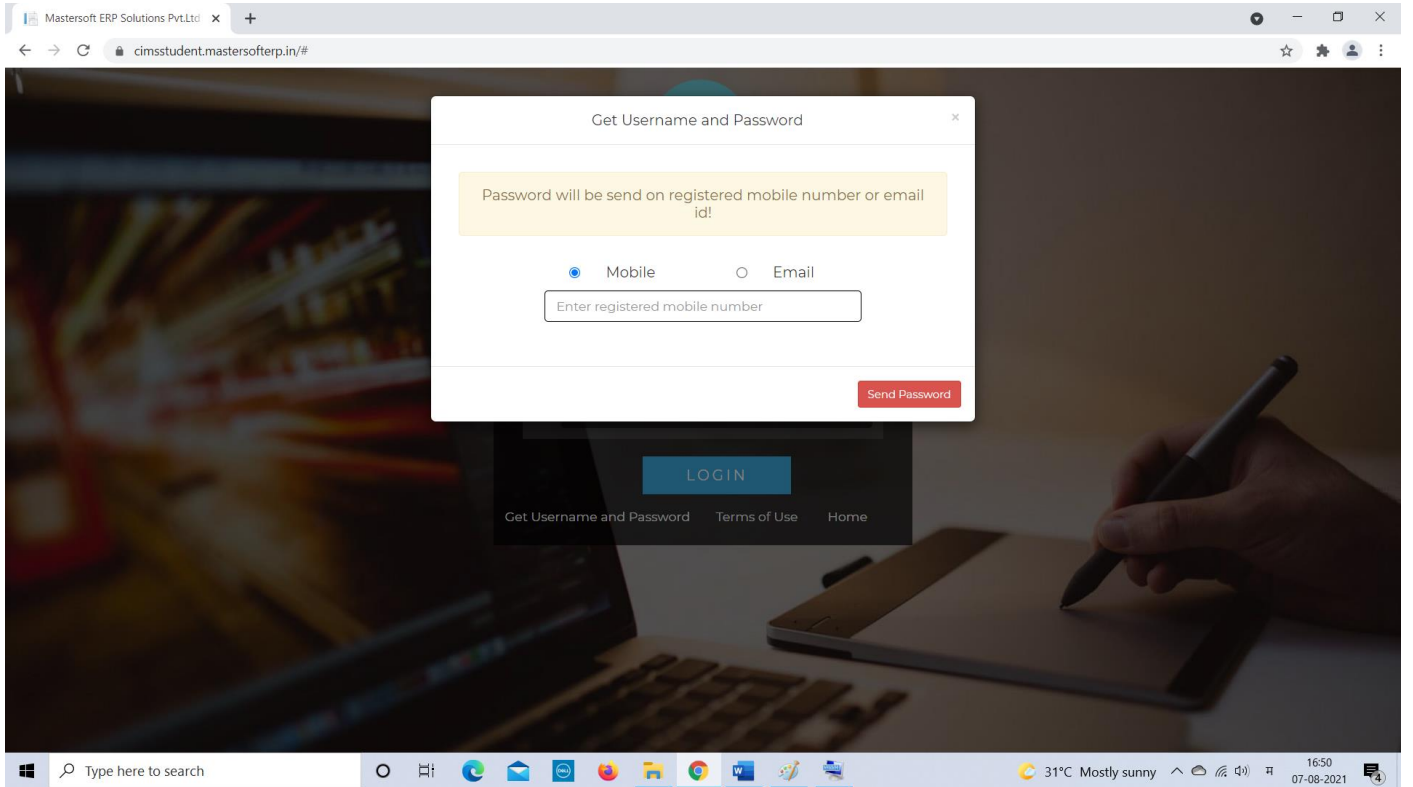 Mastersoft ERP Solutions Pvt.Ltd
cimsstudent.mastersofterp.in/#
Get Username and Password
Password will be send on registered mobile number or email
id!
Mobile Email
Enter registered mobile number
Send Password
LOGIN
Get Username and Password Terms of Use Home
Type here to search
DELL
31°C Mostly sunny
म
16:50
07-08-2021
4